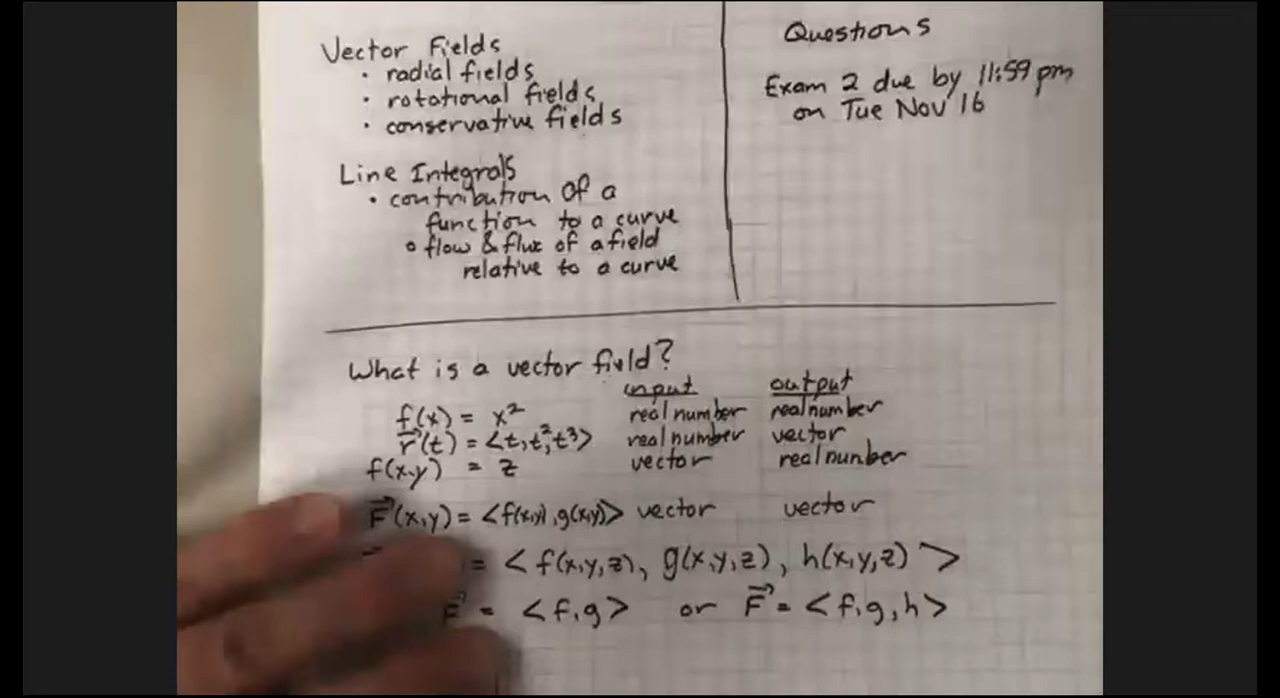 Vector Fields
• radial fields
• rotational fields
• conservative fields
Line Integrals
• contribution of a
function to a curve
• flow & flux of a field
relative to a curve
Questions
Exam 2 due by 11:59 pm
on Tue Nov 16
What is a vector field?
input output
f(x) = x² real number real number
r⃗(t) = <t, t², t³> real number vector
f(x,y) = z vector real number
F⃗(x,y) = <f(x,y), g(x,y)> vector vector
= <f(x,y,z), g(x,y,z), h(x,y,z)>
F⃗ = <f,g> or F⃗ = <f,g,h>